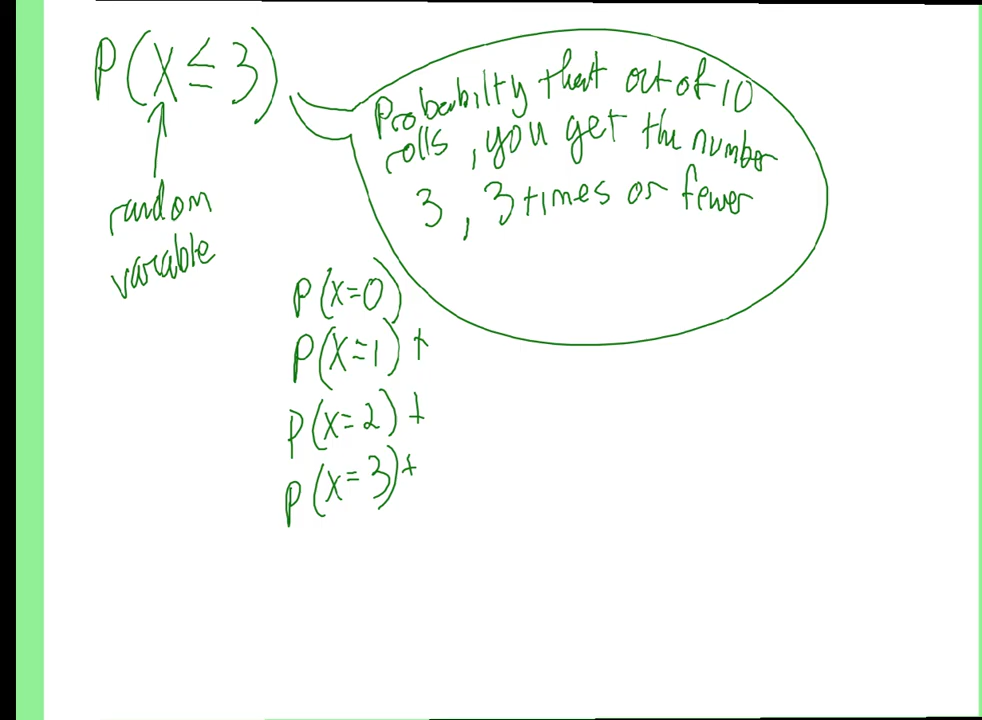 P(X ≤ 3)
Probabilty that out of 10
rolls, you get the number
3, 3 times or fewer
random
variable
P(X=0)
P(X=1) +
P(X=2) +
P(X=3) +